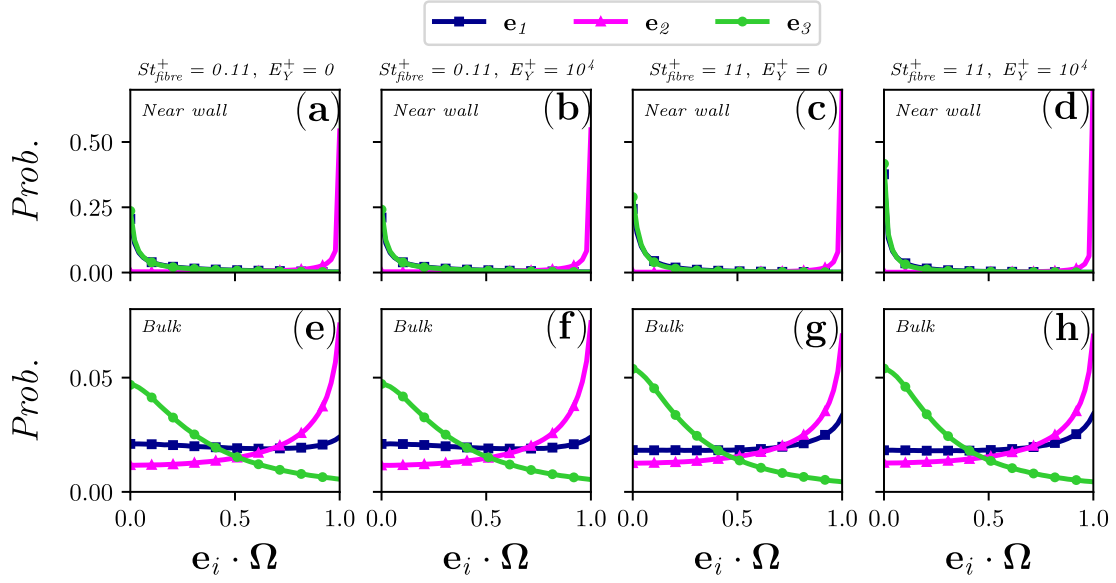 e1 e2 e3
St+fibre = 0.11, E+Y = 0 St+fibre = 0.11, E+Y = 10^4 St+fibre = 11, E+Y = 0 St+fibre = 11, E+Y = 10^4
Near wall (a) Near wall (b) Near wall (c) Near wall (d)
Prob.
0.50
0.25
0.00
Bulk (e) Bulk (f) Bulk (g) Bulk (h)
Prob.
0.05
0.00
0.0 0.5 1.0 0.0 0.5 1.0 0.0 0.5 1.0 0.0 0.5 1.0
ei · Ω ei · Ω ei · Ω ei · Ω